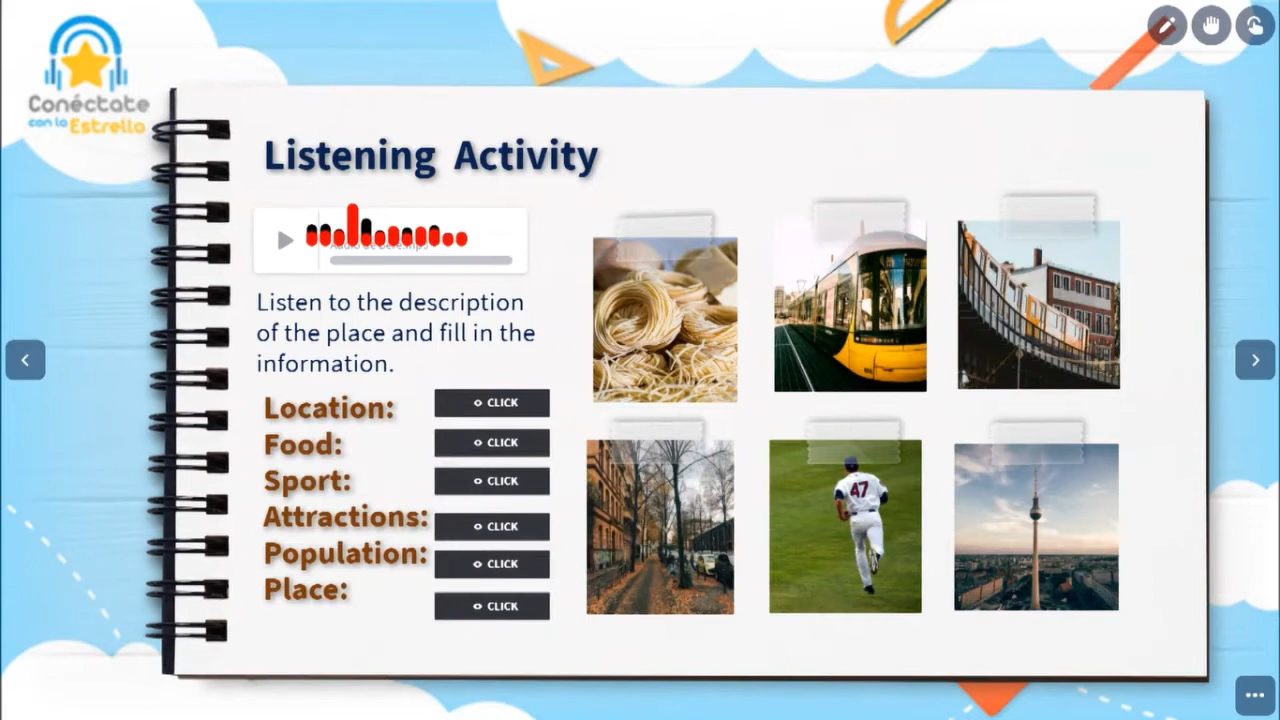 Conéctate
con la Estrella
Listening Activity
Listen to the description
of the place and fill in the
information.
Location:
CLICK
Food:
CLICK
Sport:
CLICK
Attractions:
CLICK
Population:
CLICK
Place:
CLICK
47